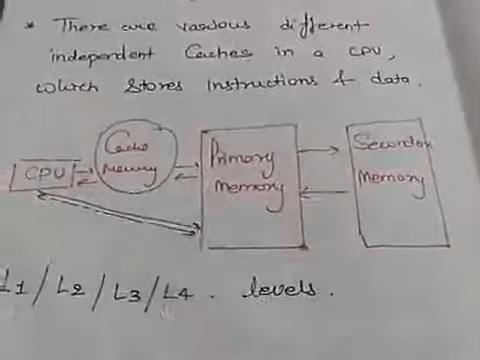 * There are various different
independent Caches in a CPU,
which Stores instructions & data.
Cache
Memory
CPU
Primary
Memory
Secondary
Memory
L1 / L2 / L3 / L4 . levels.